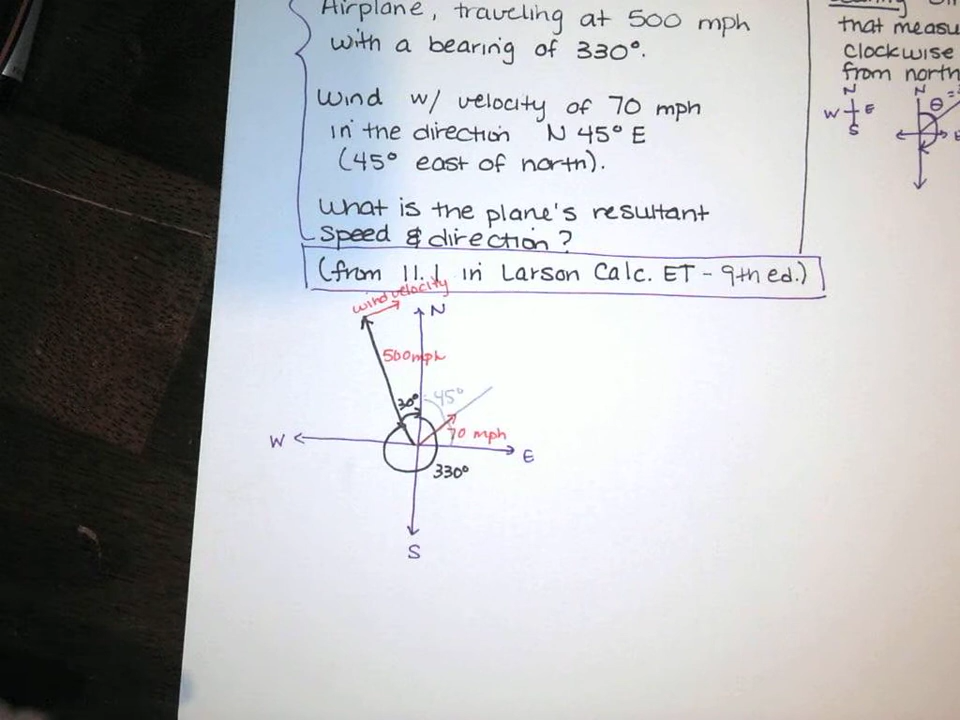 Airplane, traveling at 500 mph
with a bearing of 330°.
Wind w/ velocity of 70 mph
in the direction N 45° E
(45° east of north).
What is the plane's resultant
speed & direction?
(from 11.1 in Larson Calc. ET - 9th ed.)
that measu
clockwise
from north
N
W E
S
N
θ =
E
wind velocity
N
500mph
30°
45°
70 mph
W
E
330°
S